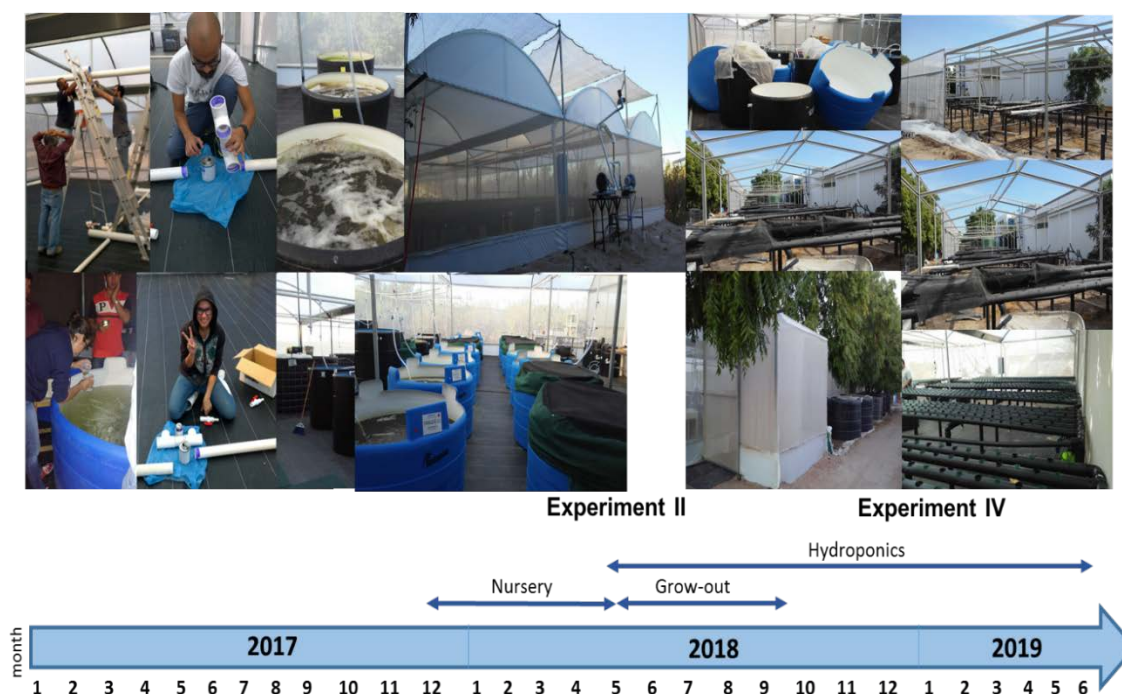 Experiment II
Experiment IV
Hydroponics
Nursery
Grow-out
month
2017
2018
2019
1 2 3 4 5 6 7 8 9 10 11 12 1 2 3 4 5 6 7 8 9 10 11 12 1 2 3 4 5 6